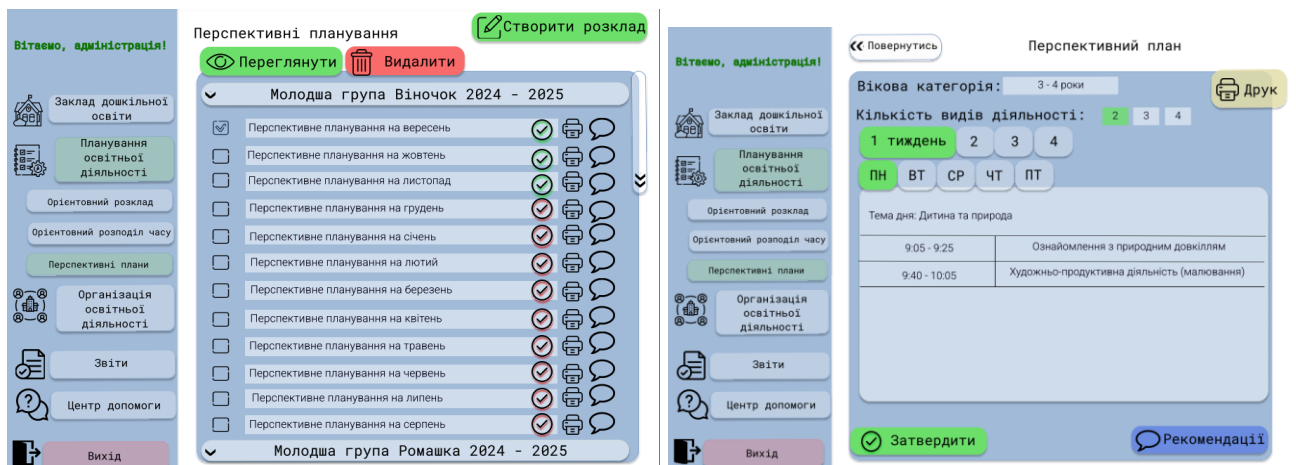 Вітаємо, адміністрація!
Заклад дошкільної
освіти
Планування
освітньої
діяльності
Орієнтовний розклад
Орієнтовний розподіл часу
Перспективні плани
Організація
освітньої
діяльності
Звіти
Центр допомоги
Вихід
Перспективні планування
Створити розклад
Переглянути
Видалити
Молодша група Віночок 2024 - 2025
Перспективне планування на вересень
Перспективне планування на жовтень
Перспективне планування на листопад
Перспективне планування на грудень
Перспективне планування на січень
Перспективне планування на лютий
Перспективне планування на березень
Перспективне планування на квітень
Перспективне планування на травень
Перспективне планування на червень
Перспективне планування на липень
Перспективне планування на серпень
Молодша група Ромашка 2024 - 2025
Вітаємо, адміністрація!
Заклад дошкільної
освіти
Планування
освітньої
діяльності
Орієнтовний розклад
Орієнтовний розподіл часу
Перспективні плани
Організація
освітньої
діяльності
Звіти
Центр допомоги
Вихід
Повернутись
Перспективний план
Вікова категорія: 3 - 4 роки
Друк
Кількість видів діяльності: 2 3 4
1 тиждень 2 3 4
ПН ВТ СР ЧТ ПТ
Тема дня: Дитина та природа
9:05 - 9:25 Ознайомлення з природним довкіллям
9:40 - 10:05 Художньо-продуктивна діяльність (малювання)
Затвердити
Рекомендації